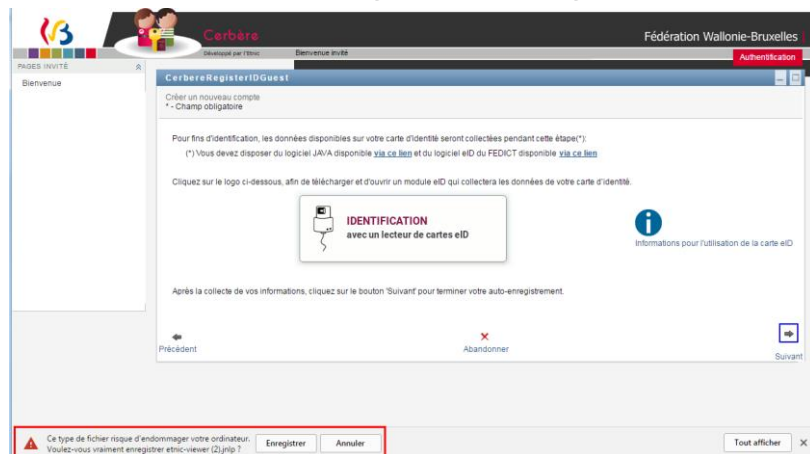 Cerbère
Fédération Wallonie-Bruxelles
Développé par l'Etnic
Bienvenue invité
Authentification
PAGES INVITÉ
Bienvenue
CerbereRegisterIDGuest
Créer un nouveau compte
* - Champ obligatoire
Pour fins d'identification, les données disponibles sur votre carte d'identité seront collectées pendant cette étape(*):
(*) Vous devez disposer du logiciel JAVA disponible via ce lien et du logiciel eID du FEDICT disponible via ce lien
Cliquez sur le logo ci-dessous, afin de télécharger et d'ouvrir un module eID qui collectera les données de votre carte d'identité.
IDENTIFICATION
avec un lecteur de cartes eID
Informations pour l'utilisation de la carte eID
Après la collecte de vos informations, cliquez sur le bouton 'Suivant' pour terminer votre auto-enregistrement.
Précédent
Abandonner
Suivant
Ce type de fichier risque d'endommager votre ordinateur.
Voulez-vous vraiment enregistrer etnic-viewer (2).jnlp ?
Enregistrer
Annuler
Tout afficher